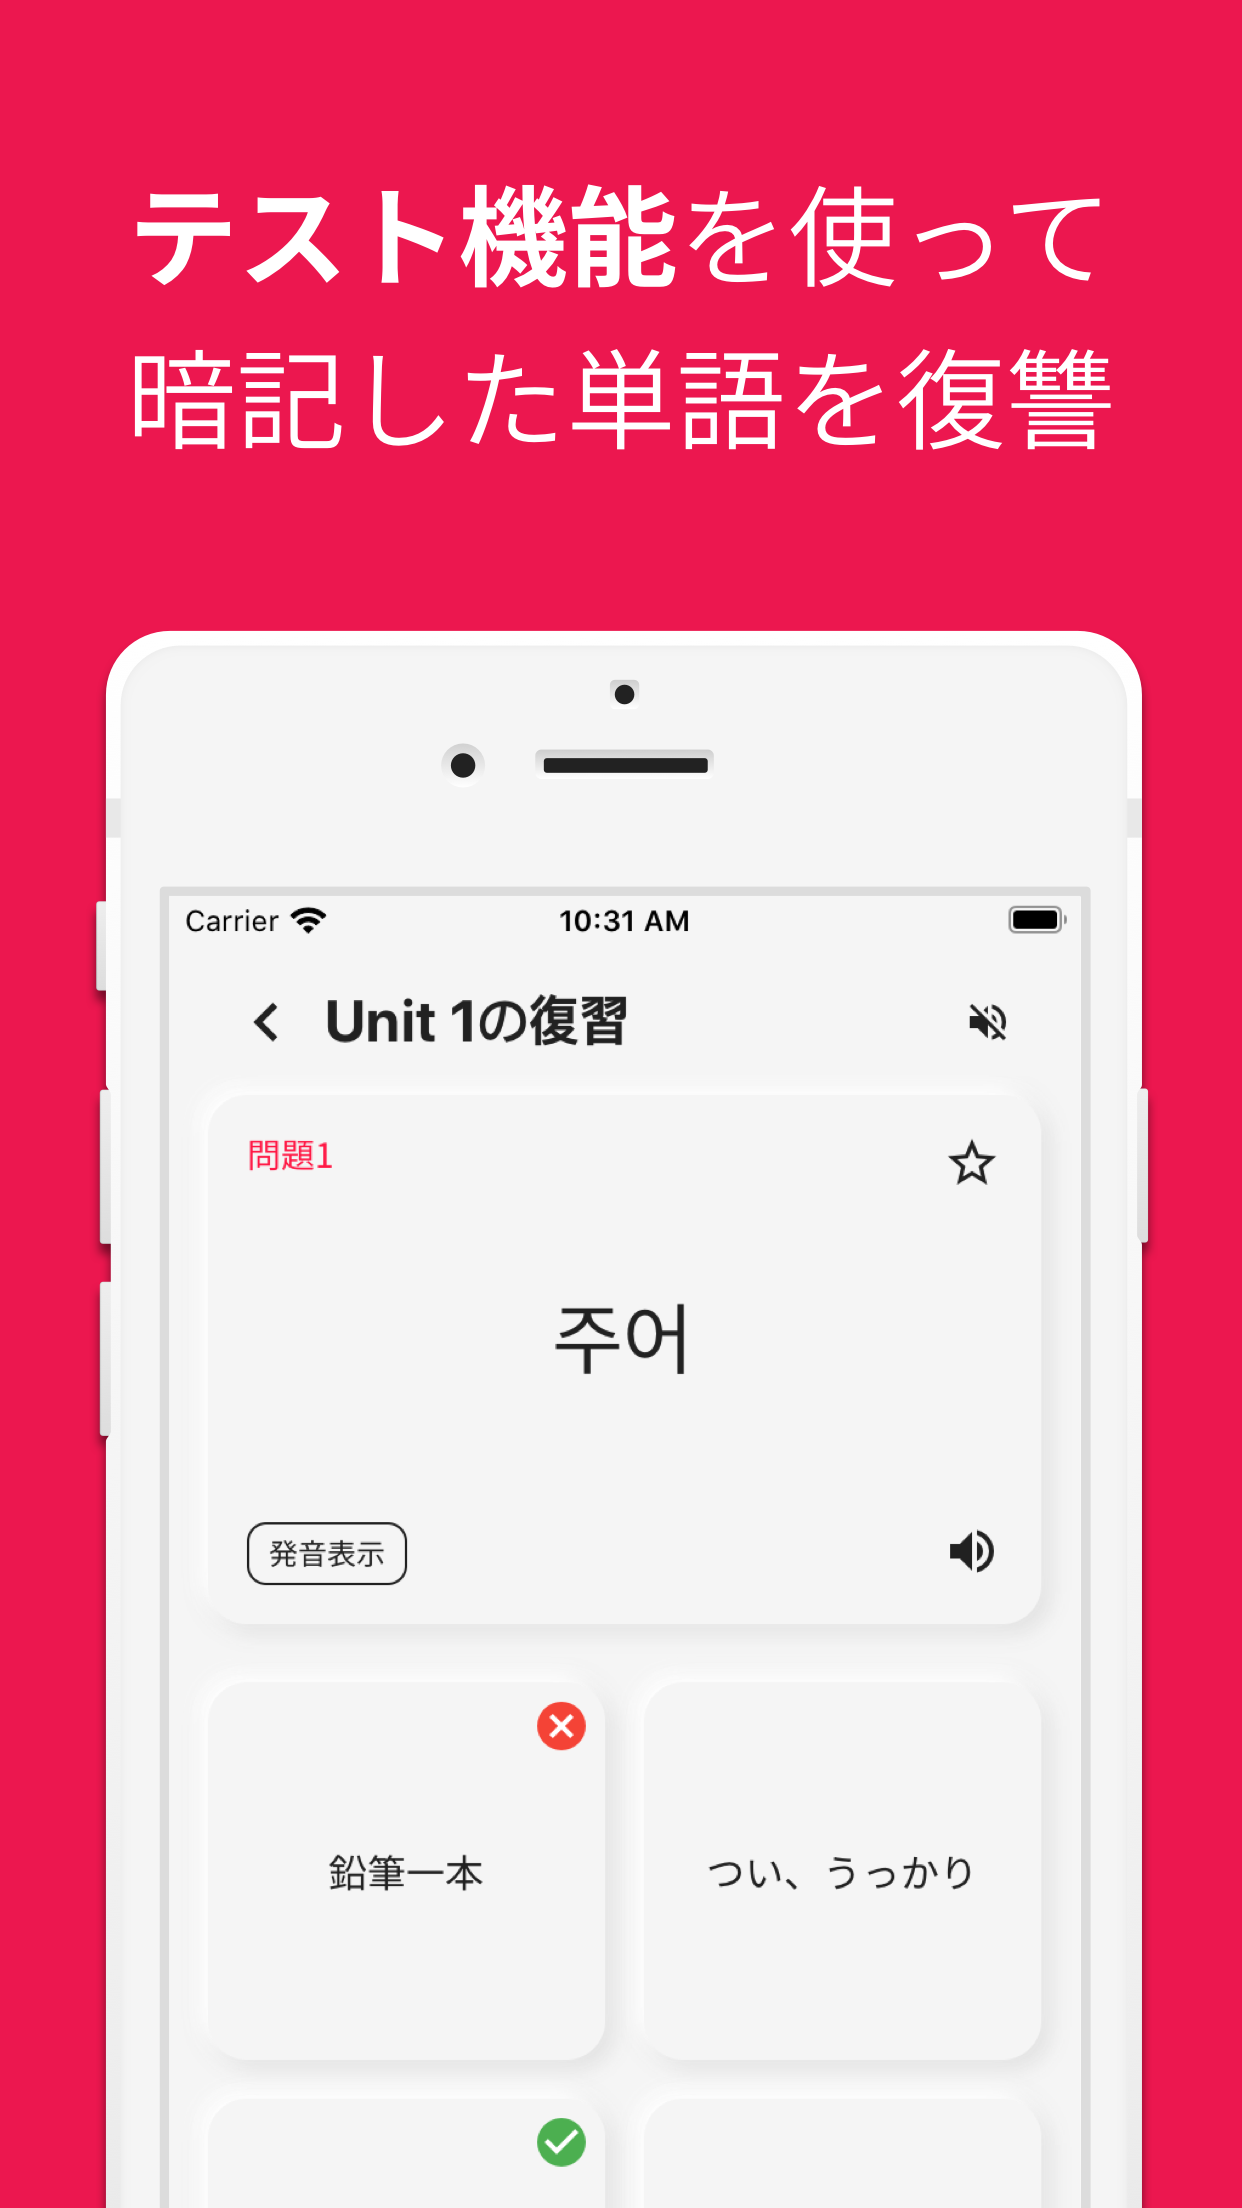 テスト機能を使って
暗記した単語を復讐
Carrier 10:31 AM
Unit 1の復習
問題1
주어
発音表示
鉛筆一本
つい、うっかり